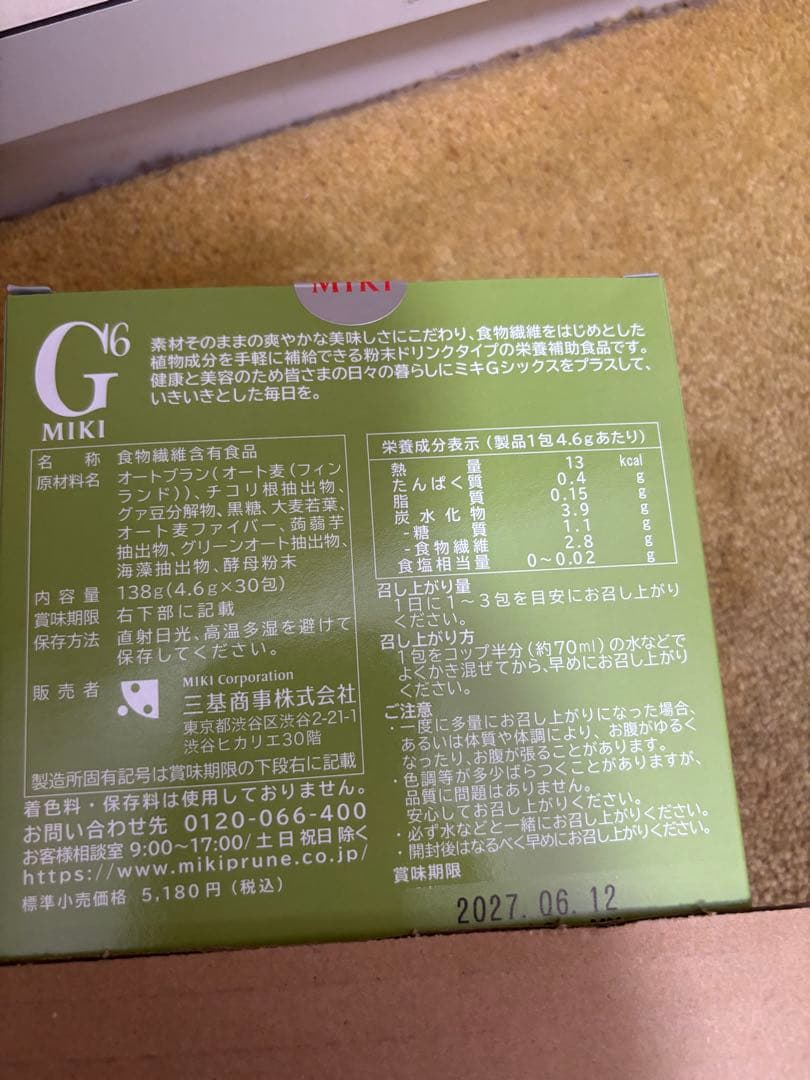 MIKI
G6
MIKI
素材そのままの爽やかな美味しさにこだわり、食物繊維をはじめとした
植物成分を手軽に補給できる粉末ドリンクタイプの栄養補助食品です。
健康と美容のため皆さまの日々の暮らしにミキGシックスをプラスして、
いきいきとした毎日を。
名称 食物繊維含有食品
原材料名 オートブラン(オート麦(フィン
ランド))、チコリ根抽出物、
グァ豆分解物、黒糖、大麦若葉、
オート麦ファイバー、蒟蒻芋
抽出物、グリーンオート抽出物、
海藻抽出物、酵母粉末
内容量 138g(4.6g×30包)
賞味期限 右下部に記載
保存方法 直射日光、高温多湿を避けて
保存してください。
販売者 MIKI Corporation
三基商事株式会社
東京都渋谷区渋谷2-21-1
渋谷ヒカリエ30階
製造所固有記号は賞味期限の下段右に記載
着色料・保存料は使用しておりません。
お問い合わせ先 0120-066-400
お客様相談室 9:00〜17:00/土日祝日除く
https://www.mikiprune.co.jp/
標準小売価格 5,180円(税込)
栄養成分表示(製品1包4.6gあたり)
熱量 13 kcal
たんぱく質 0.4 g
脂質 0.15 g
炭水化物 3.9 g
-糖質 1.1 g
-食物繊維 2.8 g
食塩相当量 0〜0.02 g
召し上がり量
1日に1〜3包を目安にお召し上がり
ください。
召し上がり方
1包をコップ半分(約70ml)の水などで
よくかき混ぜてから、早めにお召し上がり
ください。
ご注意
・一度に多量にお召し上がりになった場合、
あるいは体質や体調により、お腹がゆるく
なったり、お腹が張ることがあります。
・色調等が多少ばらつくことがありますが、
品質に問題はありません。
安心してお召し上がりください。
・必ず水などと一緒にお召し上がりください。
・開封後はなるべく早めにお召し上がりください。
賞味期限
2027.06.12